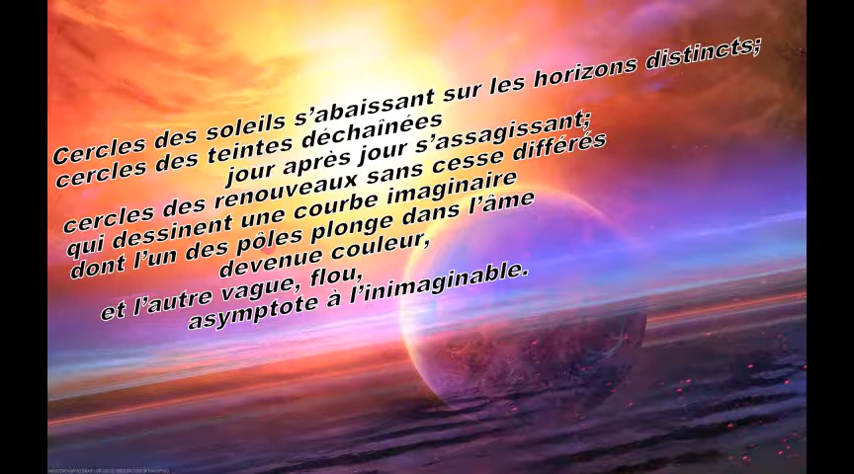 Cercles des soleils s'abaissant sur les horizons distincts;
cercles des teintes déchaînées
jour après jour s'assagissant;
cercles des renouveaux sans cesse différés
qui dessinent une courbe imaginaire
dont l'un des pôles plonge dans l'âme
devenue couleur,
et l'autre vague, flou,
asymptote à l'inimaginable.